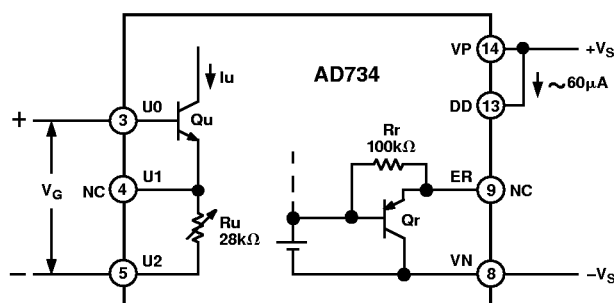 VP
14
+VS
AD734
Iu
~60μA
U0
DD
13
+
3
Qu
Rr
100kΩ
U1
ER
VG
NC
4
9
NC
Ru
28kΩ
Qr
U2
VN
–
5
8
–VS